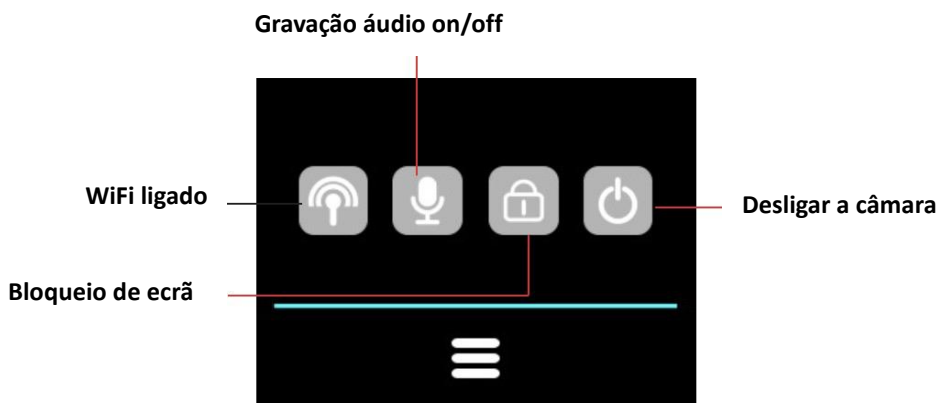 Gravação áudio on/off
WiFi ligado
Desligar a câmara
Bloqueio de ecrã